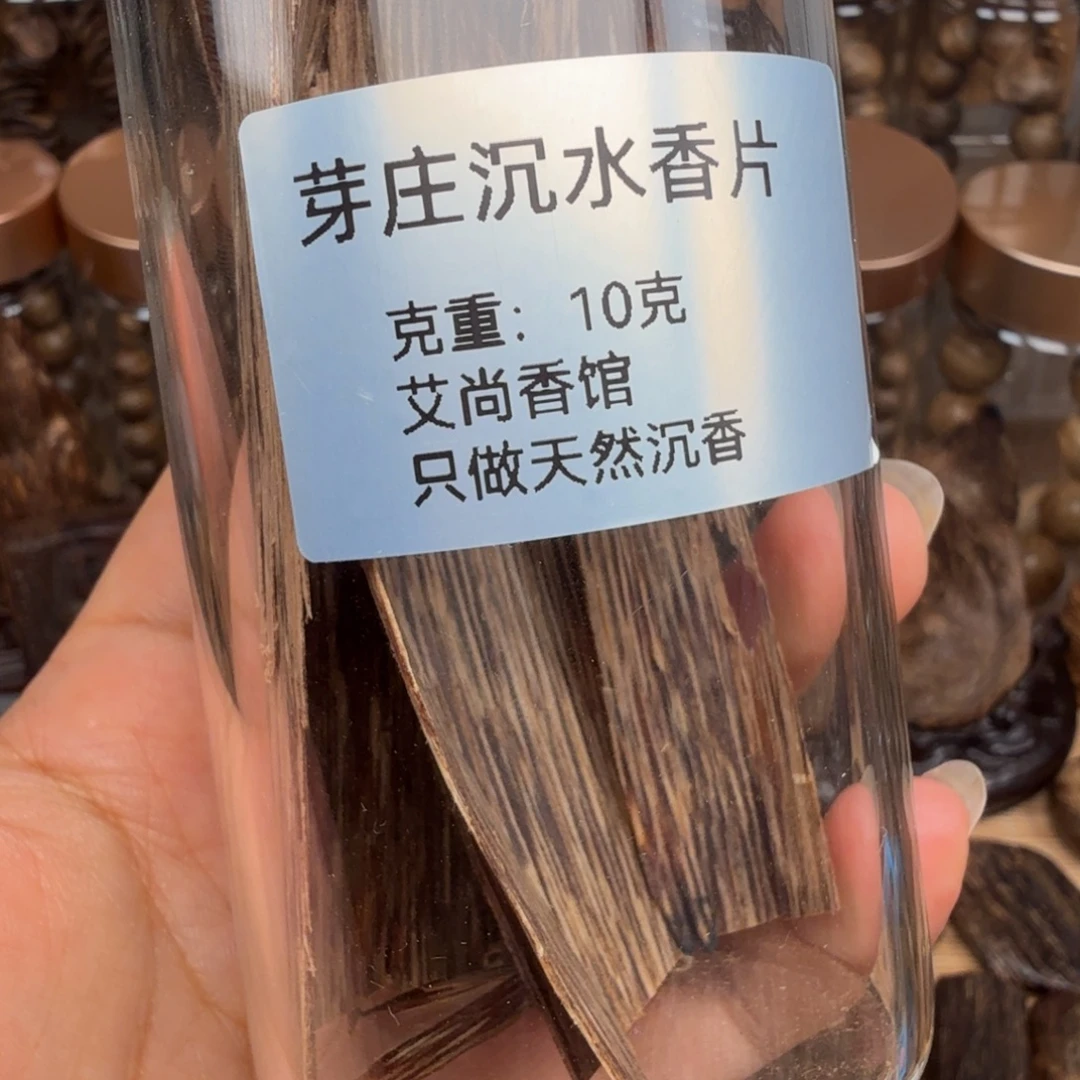 芽庄沉水香片
克重： 10克
艾尚香馆
只做天然沉香